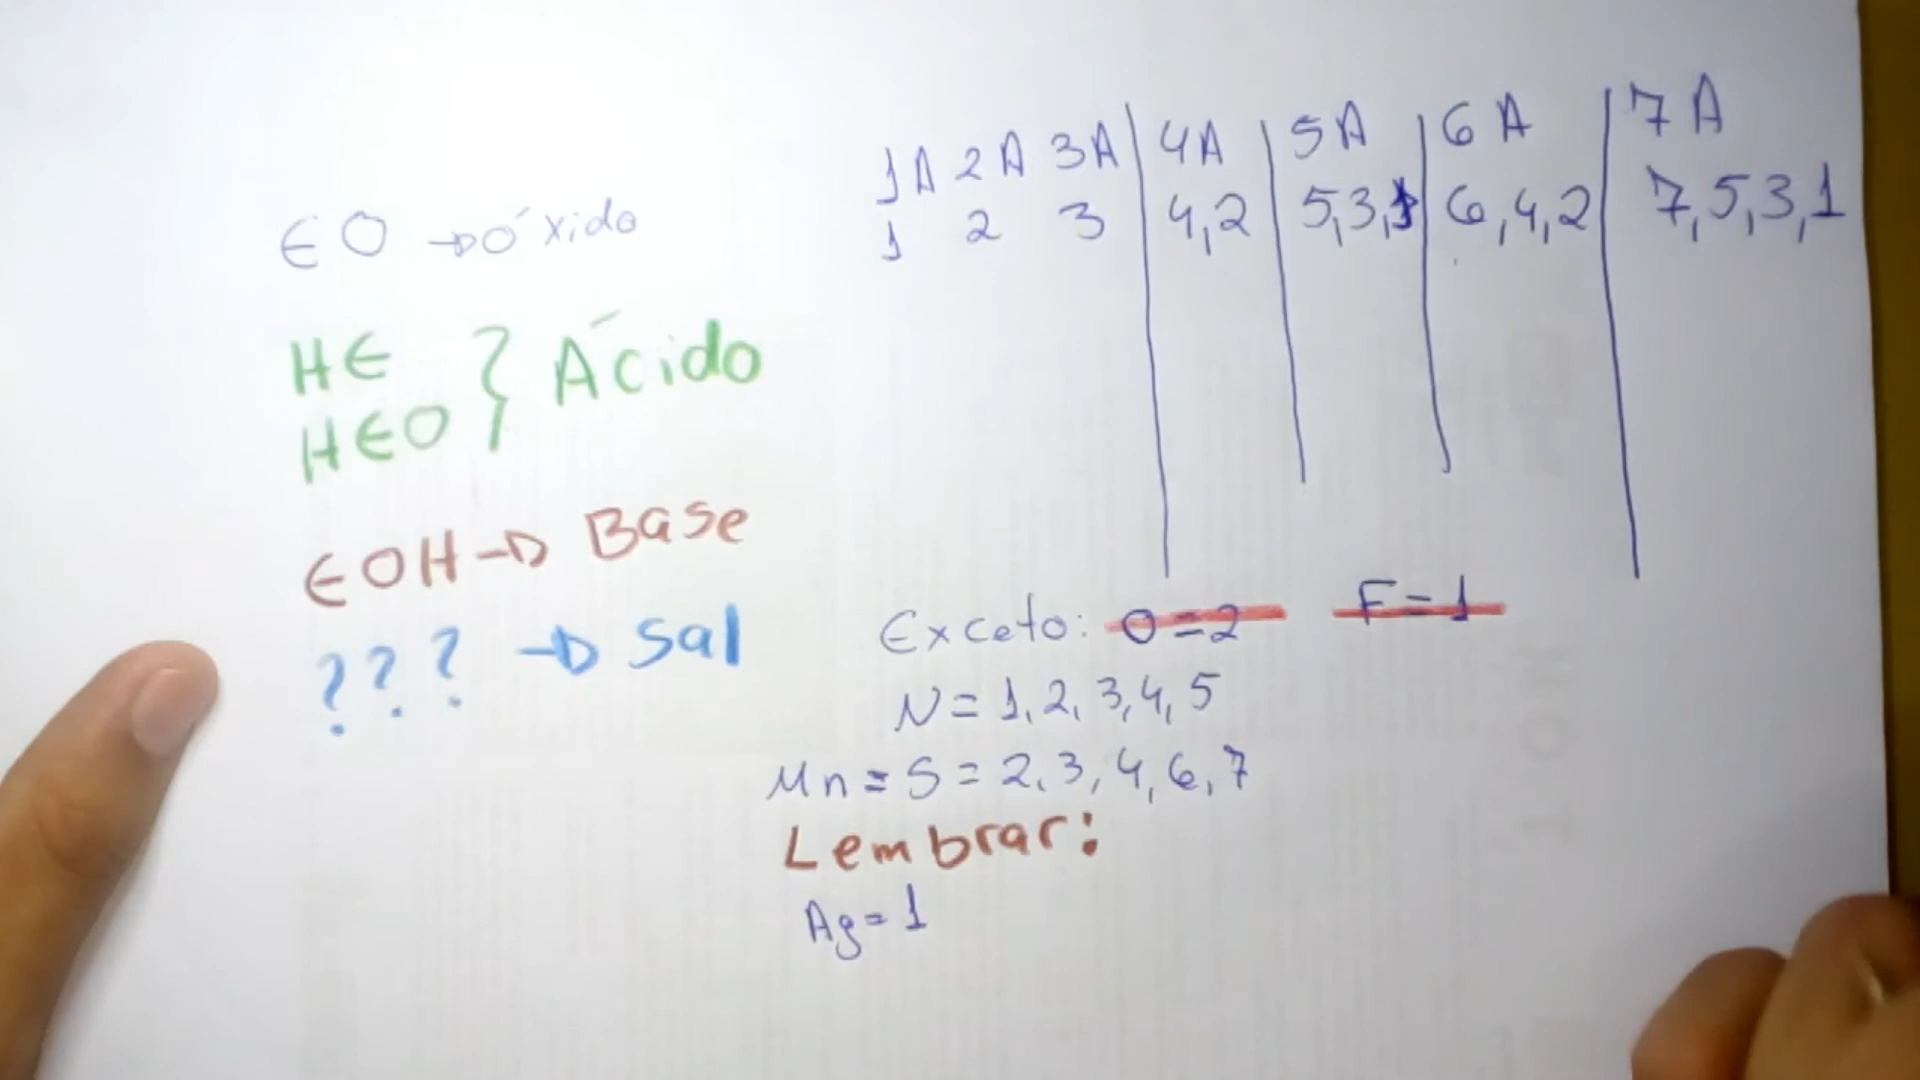 EO → óxido
HE
HEO } Ácido
EOH → Base
??? → Sal
1A 2A 3A 4A 5A 6A 7A
1 2 3 4,2 5,3,1 6,4,2 7,5,3,1
Exceto: O=2 F=1
N=1,2,3,4,5
Mn=S=2,3,4,6,7
Lembrar:
Ag=1